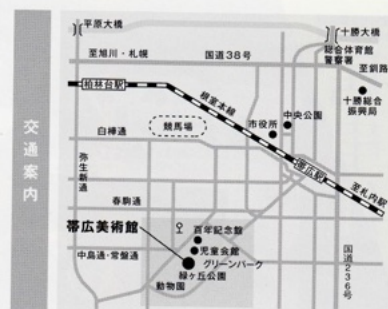 交通案内
平原大橋
十勝大橋
総合体育館
警察署
至旭川・札幌
国道38号
至釧路
柏林台駅
十勝総合
振興局
根室本線
競馬場
市役所
中央公園
白樺通
帯広駅
至札内駅
弥生新通
春駒通
帯広美術館
百年記念館
児童会館
グリーンパーク
中島通・常盤通
緑ヶ丘公園
動物園
国道236号